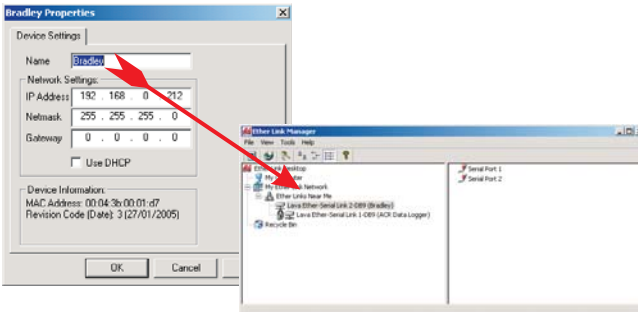 Bradley Properties
Device Settings
Name Bradley
Network Settings:
IP Address 192 . 168 . 0 . 212
Netmask 255 . 255 . 255 . 0
Gateway 0 . 0 . 0 . 0
Use DHCP
Device Information:
MAC Address: 00:04:3b:00:01:d7
Revision Code (Date): 3 (27/01/2005)
OK Cancel
Ether Link Manager
File View Tools Help
Ether Link Desktop
My
My Ether Link Network
Ether Links Near Me
Lava Ether-Serial Link 2-DB9 (Bradley)
Lava Ether-Serial Link 1-DB9 (ACR Data Logger)
Recycle Bin
Serial Port 1
Serial Port 2